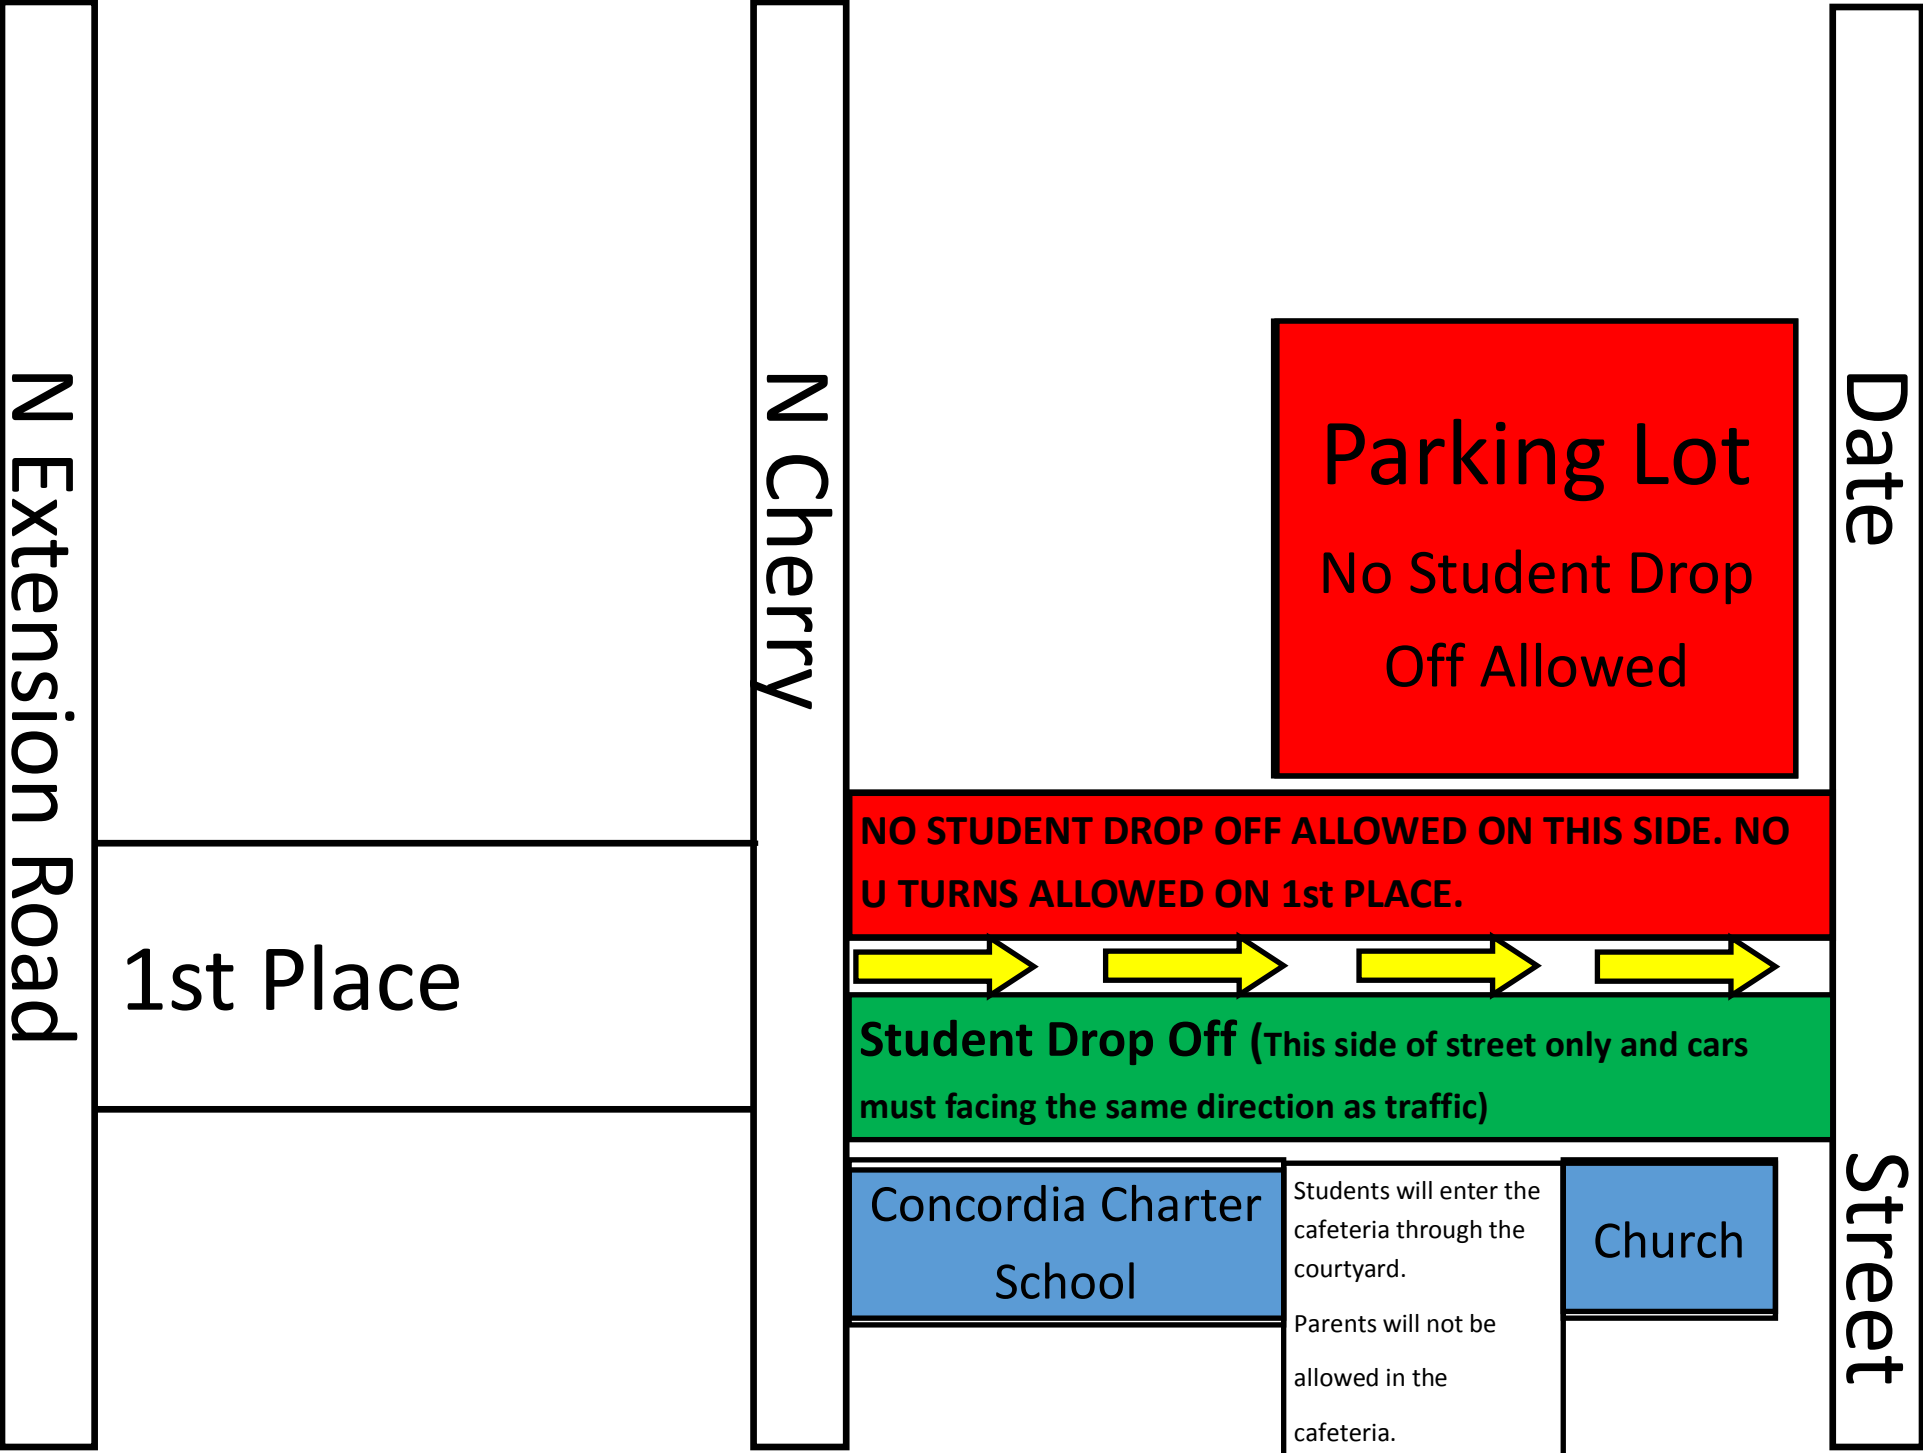 N Extension Road
N Cherry
Date Street
Parking Lot
No Student Drop
Off Allowed
NO STUDENT DROP OFF ALLOWED ON THIS SIDE. NO
U TURNS ALLOWED ON 1st PLACE.
1st Place
Student Drop Off (This side of street only and cars
must facing the same direction as traffic)
Concordia Charter
School
Students will enter the
cafeteria through the
courtyard.
Parents will not be
allowed in the
cafeteria.
Church